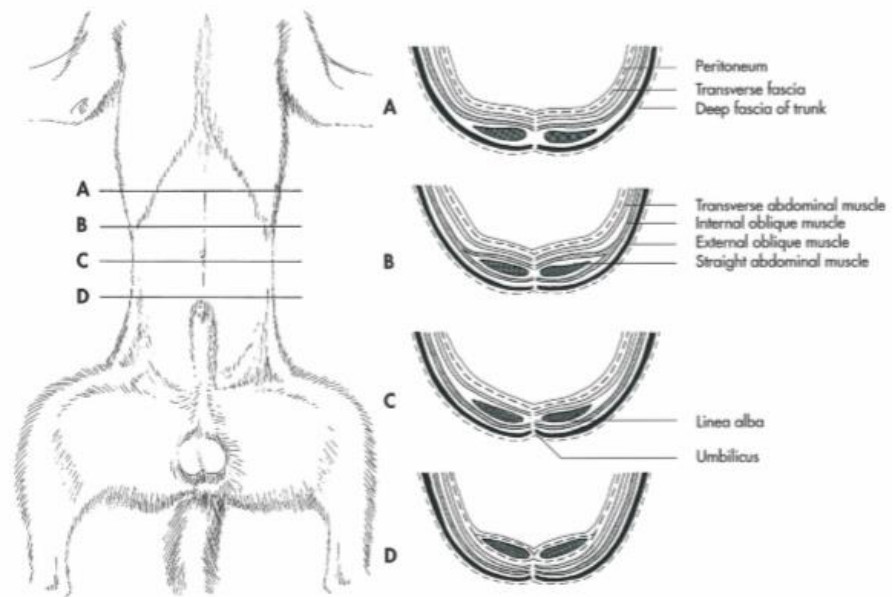 A
B
C
D
A
Peritoneum
Transverse fascia
Deep fascia of trunk
B
Transverse abdominal muscle
Internal oblique muscle
External oblique muscle
Straight abdominal muscle
C
Linea alba
Umbilicus
D